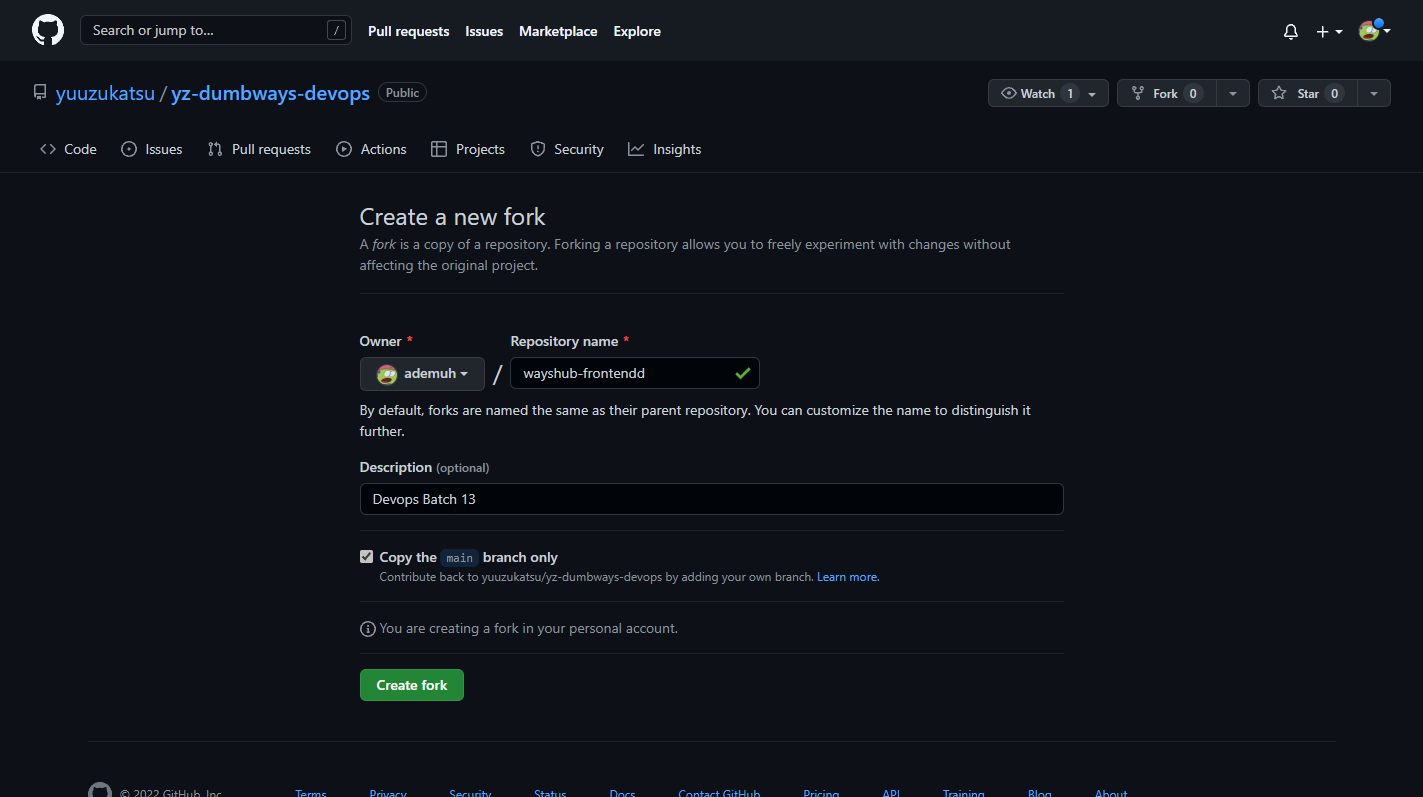 Search or jump to... / Pull requests Issues Marketplace Explore
yuuzukatsu / yz-dumbways-devops Public Watch 1 Fork 0 Star 0
Code Issues Pull requests Actions Projects Security Insights
Create a new fork
A fork is a copy of a repository. Forking a repository allows you to freely experiment with changes without
affecting the original project.
Owner * Repository name *
ademuh / wayshub-frontendd
By default, forks are named the same as their parent repository. You can customize the name to distinguish it
further.
Description (optional)
Devops Batch 13
Copy the main branch only
Contribute back to yuuzukatsu/yz-dumbways-devops by adding your own branch. Learn more.
You are creating a fork in your personal account.
Create fork
© 2022 GitHub, Inc. Terms Privacy Security Status Docs Contact GitHub Pricing API Training Blog About